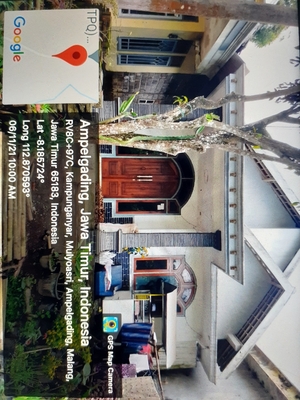 TPQ)...
Google
GPS Map Camera
Ampelgading, Jawa Timur, Indonesia
RV8C+97C, Kampunganyar, Mulyoasri, Ampelgading, Malang,
Jawa Timur 65183, Indonesia
Lat -8.185724°
Long 112.870693°
06/11/21 10:00 AM